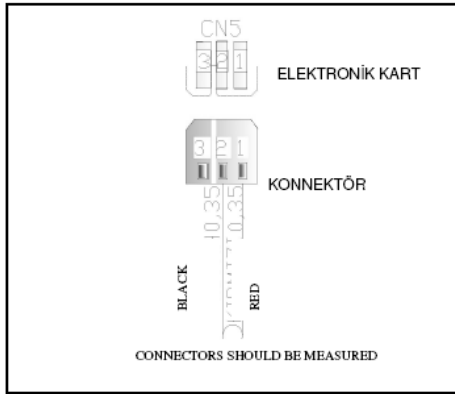 CN5
3 2 1
ELEKTRONİK KART
3 2 1
KONNEKTÖR
0,35 0,35
BLACK
RED
CONNECTORS SHOULD BE MEASURED